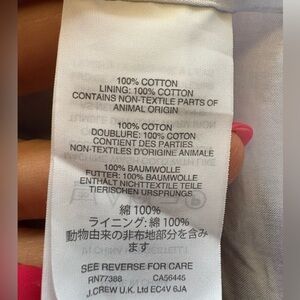 100% COTTON
LINING: 100% COTTON
CONTAINS NON-TEXTILE PARTS OF
ANIMAL ORIGIN
100% COTON
DOUBLURE: 100% COTON
CONTIENT DES PARTIES
NON-TEXTILES D'ORIGINE ANIMALE
100% BAUMWOLLE
FUTTER: 100% BAUMWOLLE
ENTHÄLT NICHTTEXTILE TEILE
TIERISCHEN URSPRUNGS
綿 100%
ライニング: 綿 100%
動物由来の非布地部分を含み
ます
SEE REVERSE FOR CARE
RN77388 CA56445
J.CREW U.K. Ltd EC4V 6JA